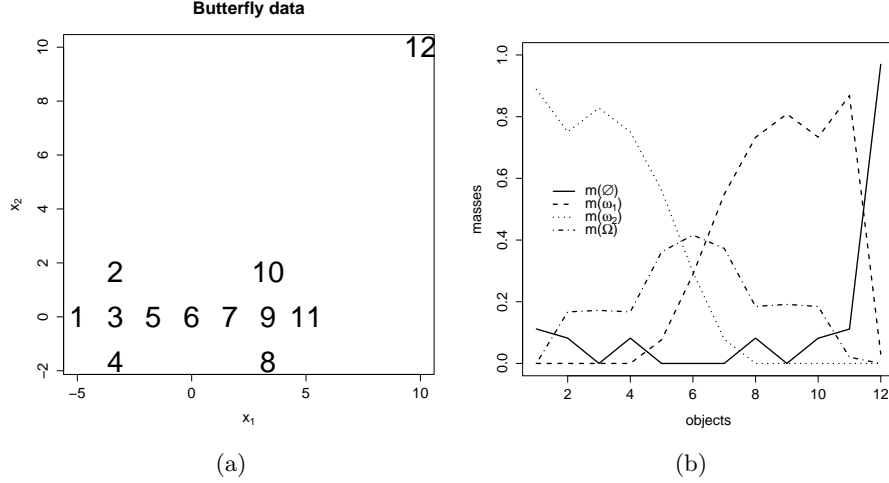 Butterfly data
10
8
6
4
2
0
−2
x₂
12
2
10
1 3 5 6 7 9 11
4
8
−5 0 5 10
x₁
(a)
1.0
0.8
0.6
0.4
0.2
0.0
masses
m(∅)
m(ω₁)
m(ω₂)
m(Ω)
2 4 6 8 10 12
objects
(b)